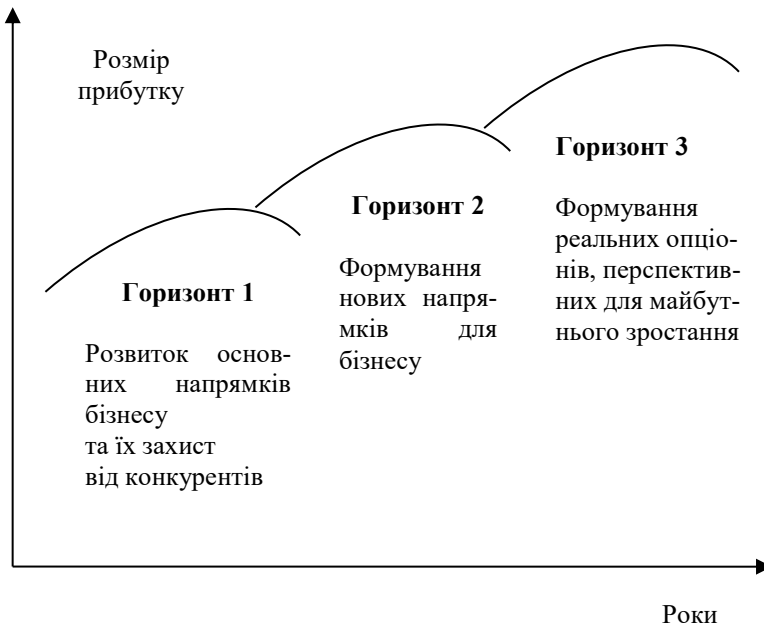 Розмір
прибутку
Горизонт 1
Розвиток основ-
них напрямків
бізнесу
та їх захист
від конкурентів
Горизонт 2
Формування
нових напря-
мків для
бізнесу
Горизонт 3
Формування
реальних опціо-
нів, перспектив-
них для майбут-
нього зростання
Роки